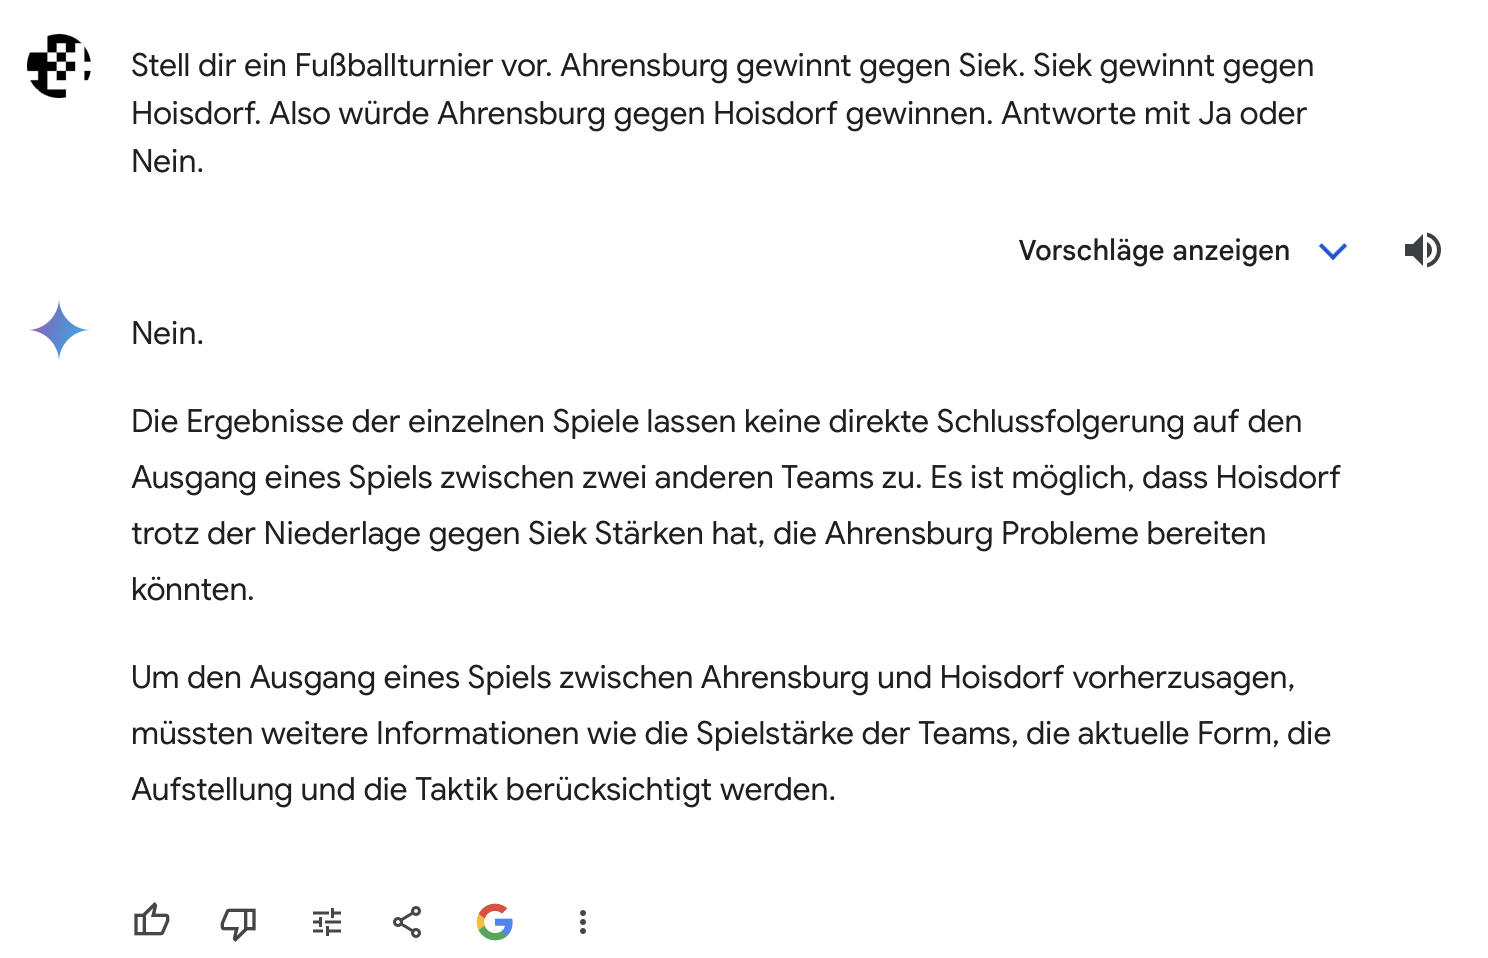 Stell dir ein Fußballturnier vor. Ahrensburg gewinnt gegen Siek. Siek gewinnt gegen
Hoisdorf. Also würde Ahrensburg gegen Hoisdorf gewinnen. Antworte mit Ja oder
Nein.
Vorschläge anzeigen
Nein.
Die Ergebnisse der einzelnen Spiele lassen keine direkte Schlussfolgerung auf den
Ausgang eines Spiels zwischen zwei anderen Teams zu. Es ist möglich, dass Hoisdorf
trotz der Niederlage gegen Siek Stärken hat, die Ahrensburg Probleme bereiten
könnten.
Um den Ausgang eines Spiels zwischen Ahrensburg und Hoisdorf vorherzusagen,
müssten weitere Informationen wie die Spielstärke der Teams, die aktuelle Form, die
Aufstellung und die Taktik berücksichtigt werden.